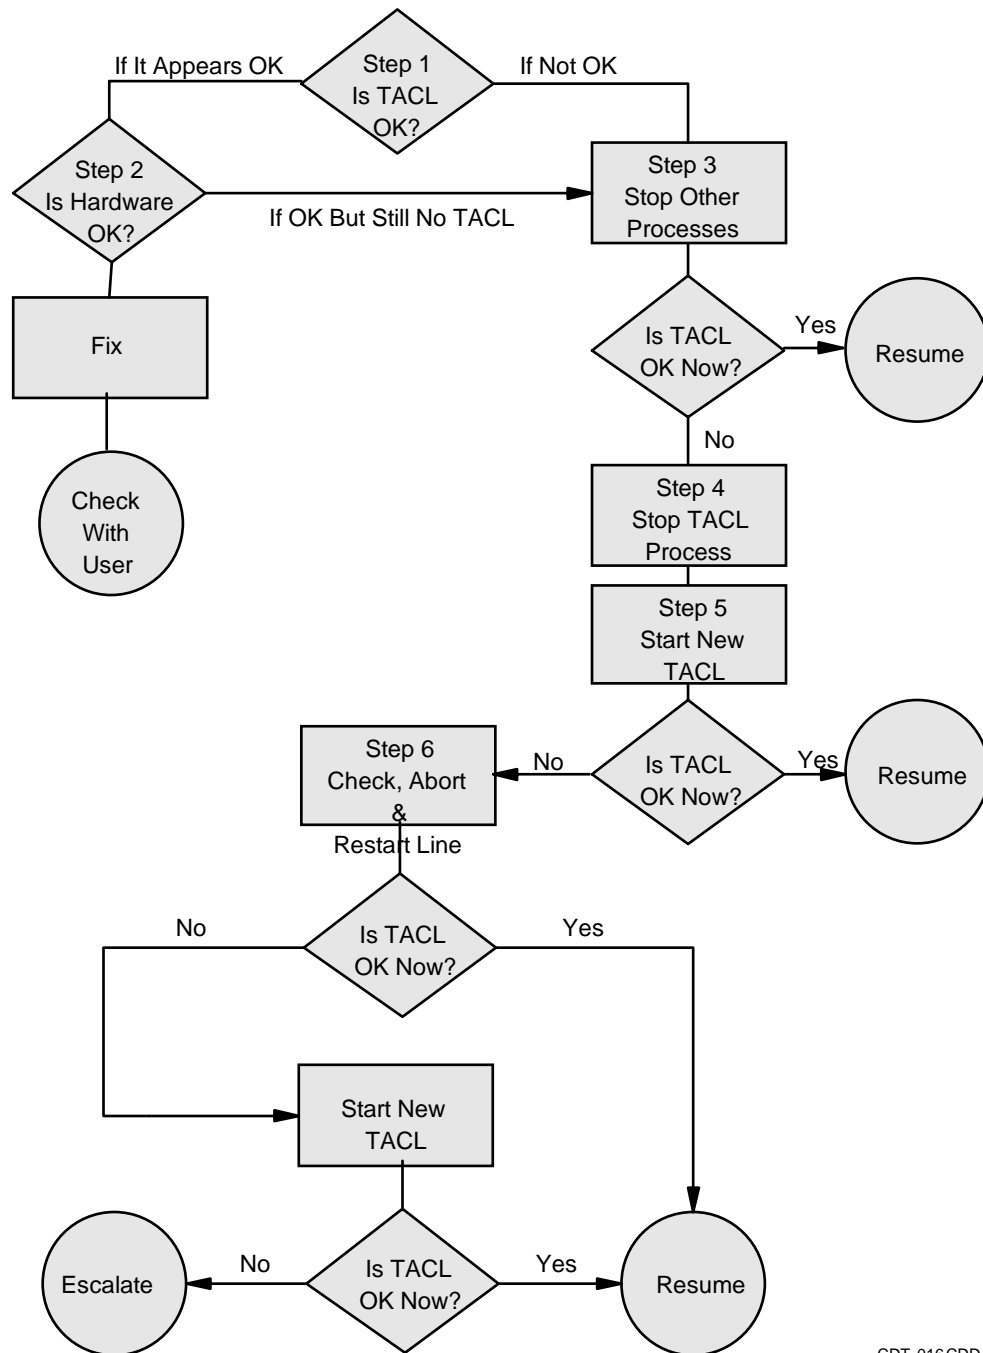 If It Appears OK
Step 1
Is TACL
OK?
If Not OK
Step 2
Is Hardware
OK?
If OK But Still No TACL
Step 3
Stop Other
Processes
Fix
Is TACL
OK Now?
Yes
Resume
No
Check
With
User
Step 4
Stop TACL
Process
Step 5
Start New
TACL
Step 6
Check, Abort
&
Restart Line
No
Is TACL
OK Now?
Yes
Resume
No
Is TACL
OK Now?
Yes
Start New
TACL
Escalate
No
Is TACL
OK Now?
Yes
Resume